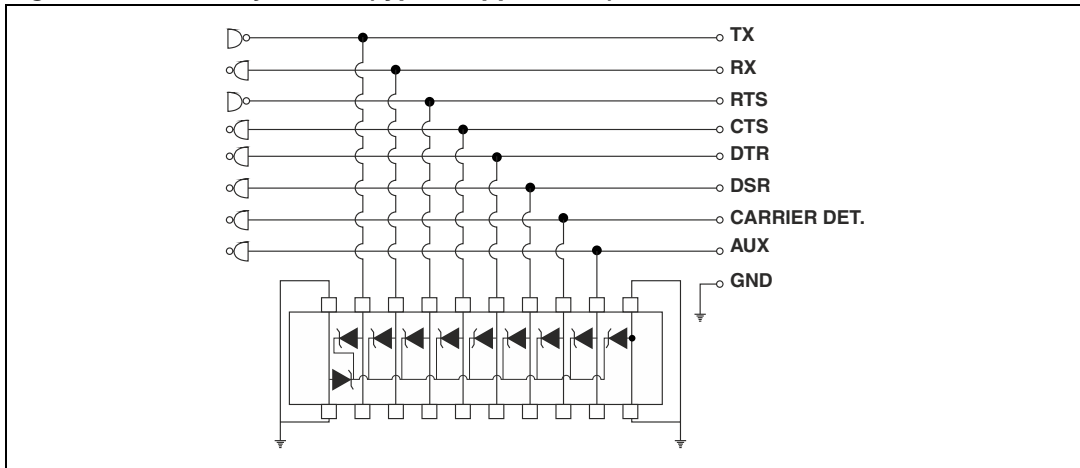 TX
RX
RTS
CTS
DTR
DSR
CARRIER DET.
AUX
GND